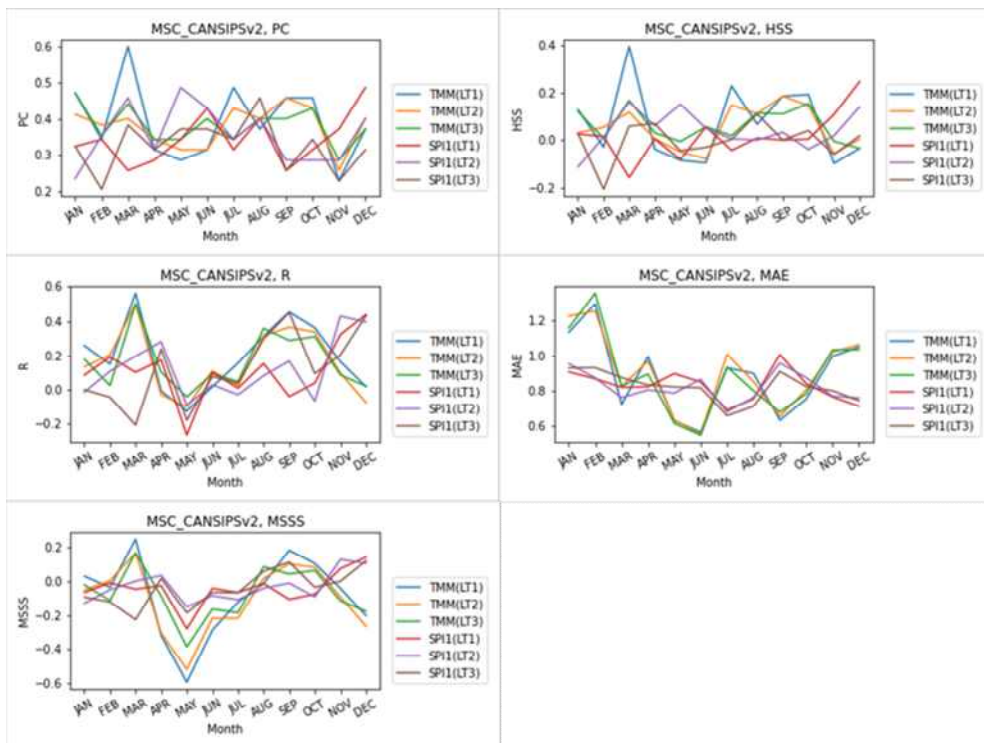 MSC_CANSIPSv2, PC
0.6
0.5
0.4
0.3
0.2
PC
JAN FEB MAR APR MAY JUN JUL AUG SEP OCT NOV DEC
Month
TMM(LT1)
TMM(LT2)
TMM(LT3)
SPI1(LT1)
SPI1(LT2)
SPI1(LT3)
MSC_CANSIPSv2, HSS
0.4
0.2
0.0
−0.2
HSS
JAN FEB MAR APR MAY JUN JUL AUG SEP OCT NOV DEC
Month
TMM(LT1)
TMM(LT2)
TMM(LT3)
SPI1(LT1)
SPI1(LT2)
SPI1(LT3)
MSC_CANSIPSv2, R
0.6
0.4
0.2
0.0
−0.2
R
JAN FEB MAR APR MAY JUN JUL AUG SEP OCT NOV DEC
Month
TMM(LT1)
TMM(LT2)
TMM(LT3)
SPI1(LT1)
SPI1(LT2)
SPI1(LT3)
MSC_CANSIPSv2, MAE
1.2
1.0
0.8
0.6
MAE
JAN FEB MAR APR MAY JUN JUL AUG SEP OCT NOV DEC
Month
TMM(LT1)
TMM(LT2)
TMM(LT3)
SPI1(LT1)
SPI1(LT2)
SPI1(LT3)
MSC_CANSIPSv2, MSSS
0.2
0.0
−0.2
−0.4
−0.6
MSSS
JAN FEB MAR APR MAY JUN JUL AUG SEP OCT NOV DEC
Month
TMM(LT1)
TMM(LT2)
TMM(LT3)
SPI1(LT1)
SPI1(LT2)
SPI1(LT3)